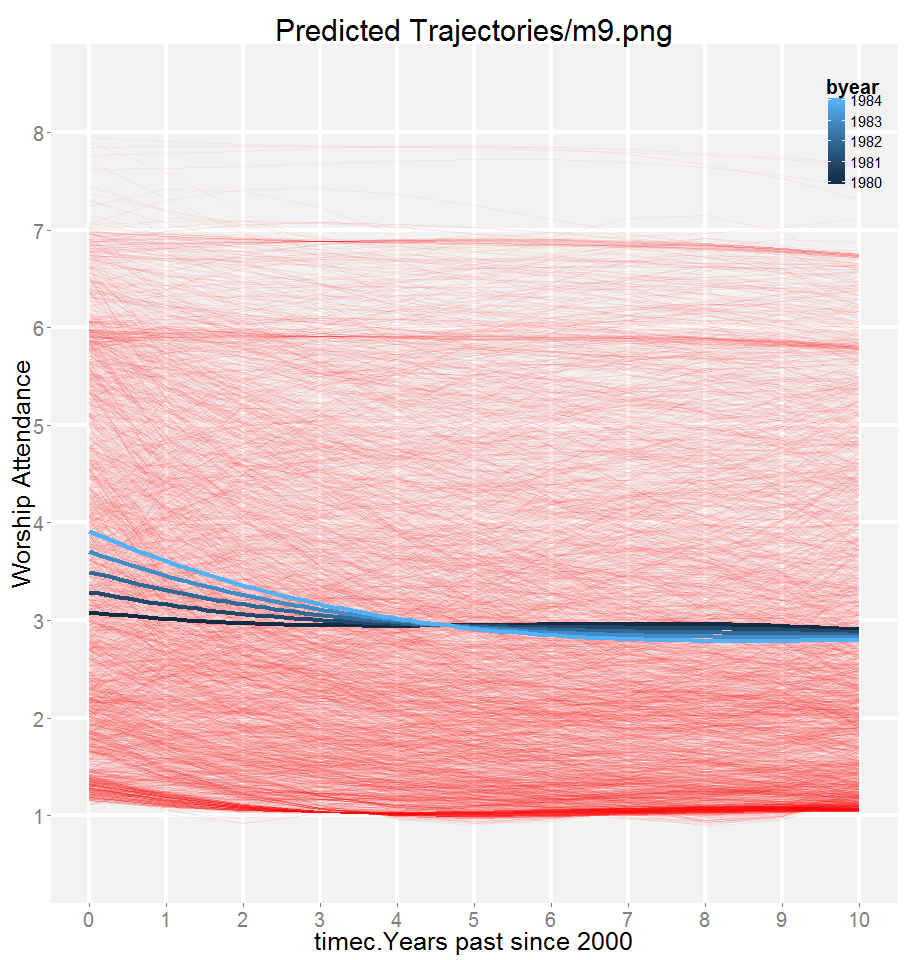 Predicted Trajectories/m9.png
byear
1984
1983
1982
1981
1980
Worship Attendance
8
7
6
5
4
3
2
1
0 1 2 3 4 5 6 7 8 9 10
timec.Years past since 2000